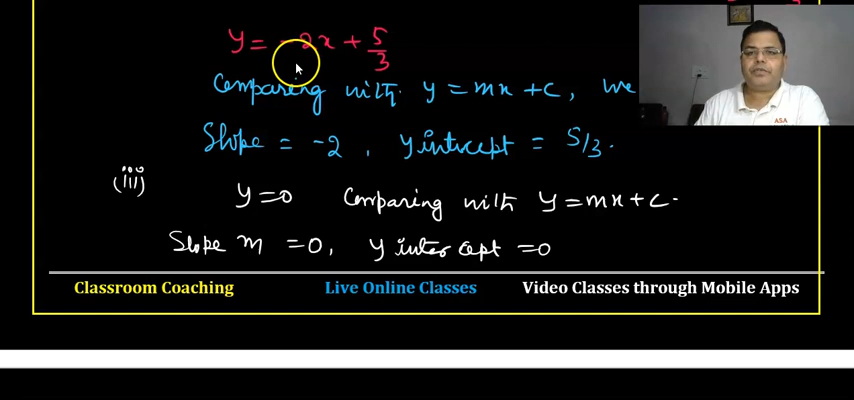 y = -2x + 5/3
Comparing with y = mx + c, we
Slope = -2, y intercept = 5/3.
(iii) y = 0 Comparing with y = mx + c.
Slope m = 0, y intercept = 0
Classroom Coaching Live Online Classes Video Classes through Mobile Apps
ASA